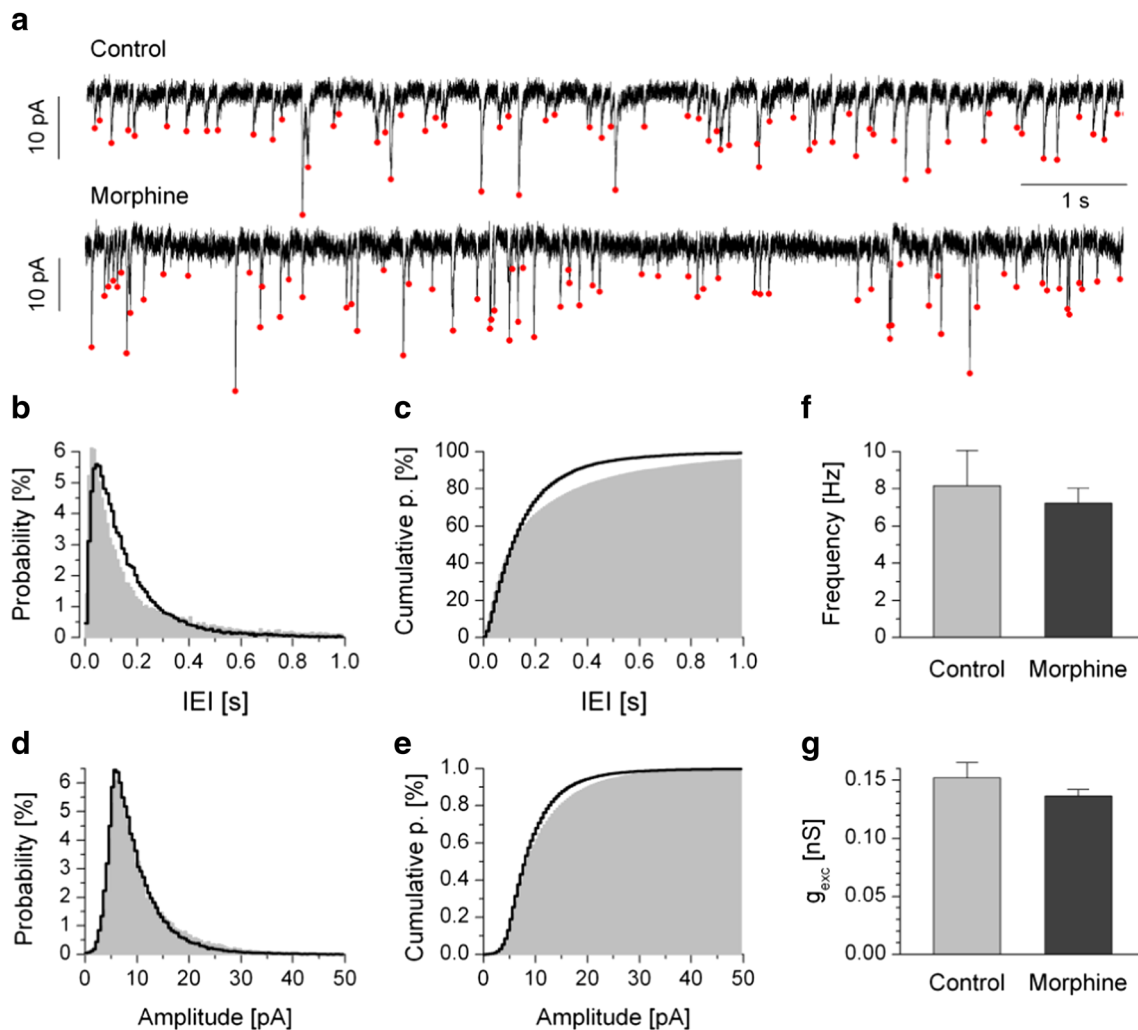 a
Control
10 pA
Morphine
1 s
10 pA
b
Probability [%]
6
5
4
3
2
1
0
0.0 0.2 0.4 0.6 0.8 1.0
IEI [s]
c
Cumulative p. [%]
100
80
60
40
20
0
0.0 0.2 0.4 0.6 0.8 1.0
IEI [s]
f
Frequency [Hz]
10
8
6
4
2
0
Control Morphine
d
Probability [%]
6
5
4
3
2
1
0
0 10 20 30 40 50
Amplitude [pA]
e
Cumulative p. [%]
1.0
0.8
0.6
0.4
0.2
0.0
0 10 20 30 40 50
Amplitude [pA]
g
gexc [nS]
0.15
0.10
0.05
0.00
Control Morphine